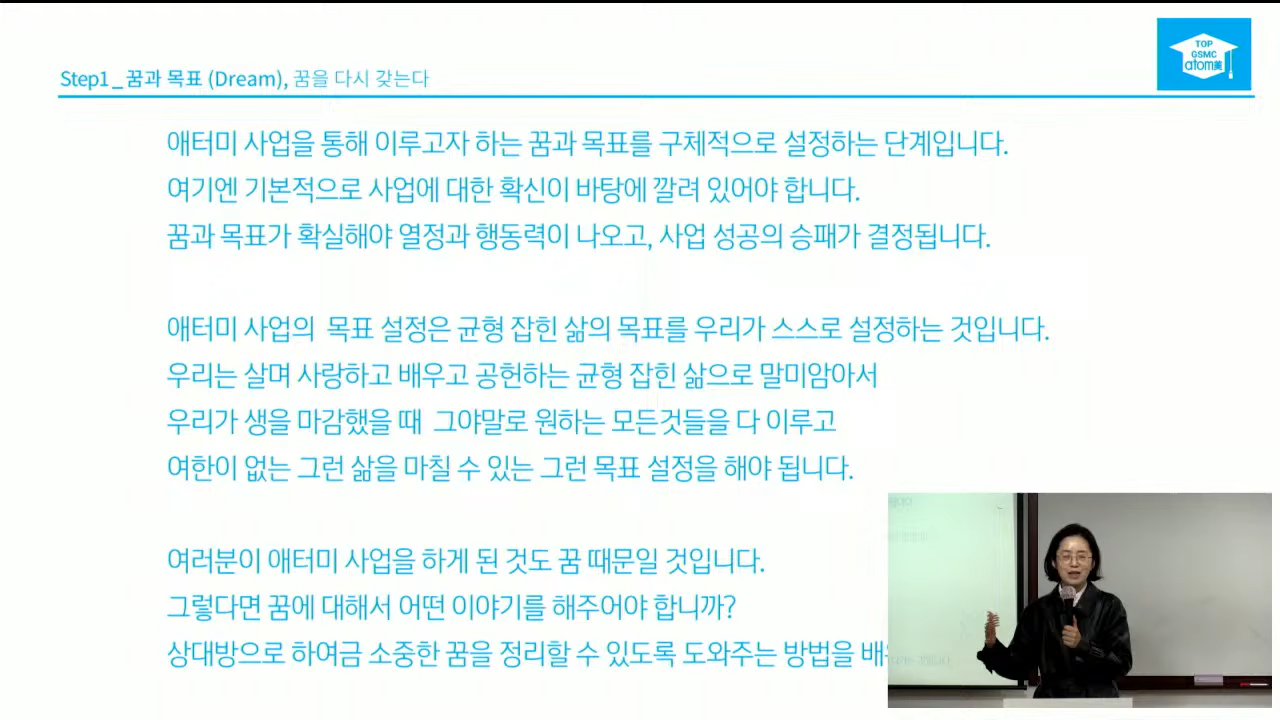 TOP
GSMC
atom美
Step1_꿈과 목표 (Dream), 꿈을 다시 갖는다
애터미 사업을 통해 이루고자 하는 꿈과 목표를 구체적으로 설정하는 단계입니다.
여기엔 기본적으로 사업에 대한 확신이 바탕에 깔려 있어야 합니다.
꿈과 목표가 확실해야 열정과 행동력이 나오고, 사업 성공의 승패가 결정됩니다.
애터미 사업의 목표 설정은 균형 잡힌 삶의 목표를 우리가 스스로 설정하는 것입니다.
우리는 살며 사랑하고 배우고 공헌하는 균형 잡힌 삶으로 말미암아서
우리가 생을 마감했을 때 그야말로 원하는 모든것들을 다 이루고
여한이 없는 그런 삶을 마칠 수 있는 그런 목표 설정을 해야 됩니다.
여러분이 애터미 사업을 하게 된 것도 꿈 때문일 것입니다.
그렇다면 꿈에 대해서 어떤 이야기를 해주어야 합니까?
상대방으로 하여금 소중한 꿈을 정리할 수 있도록 도와주는 방법을